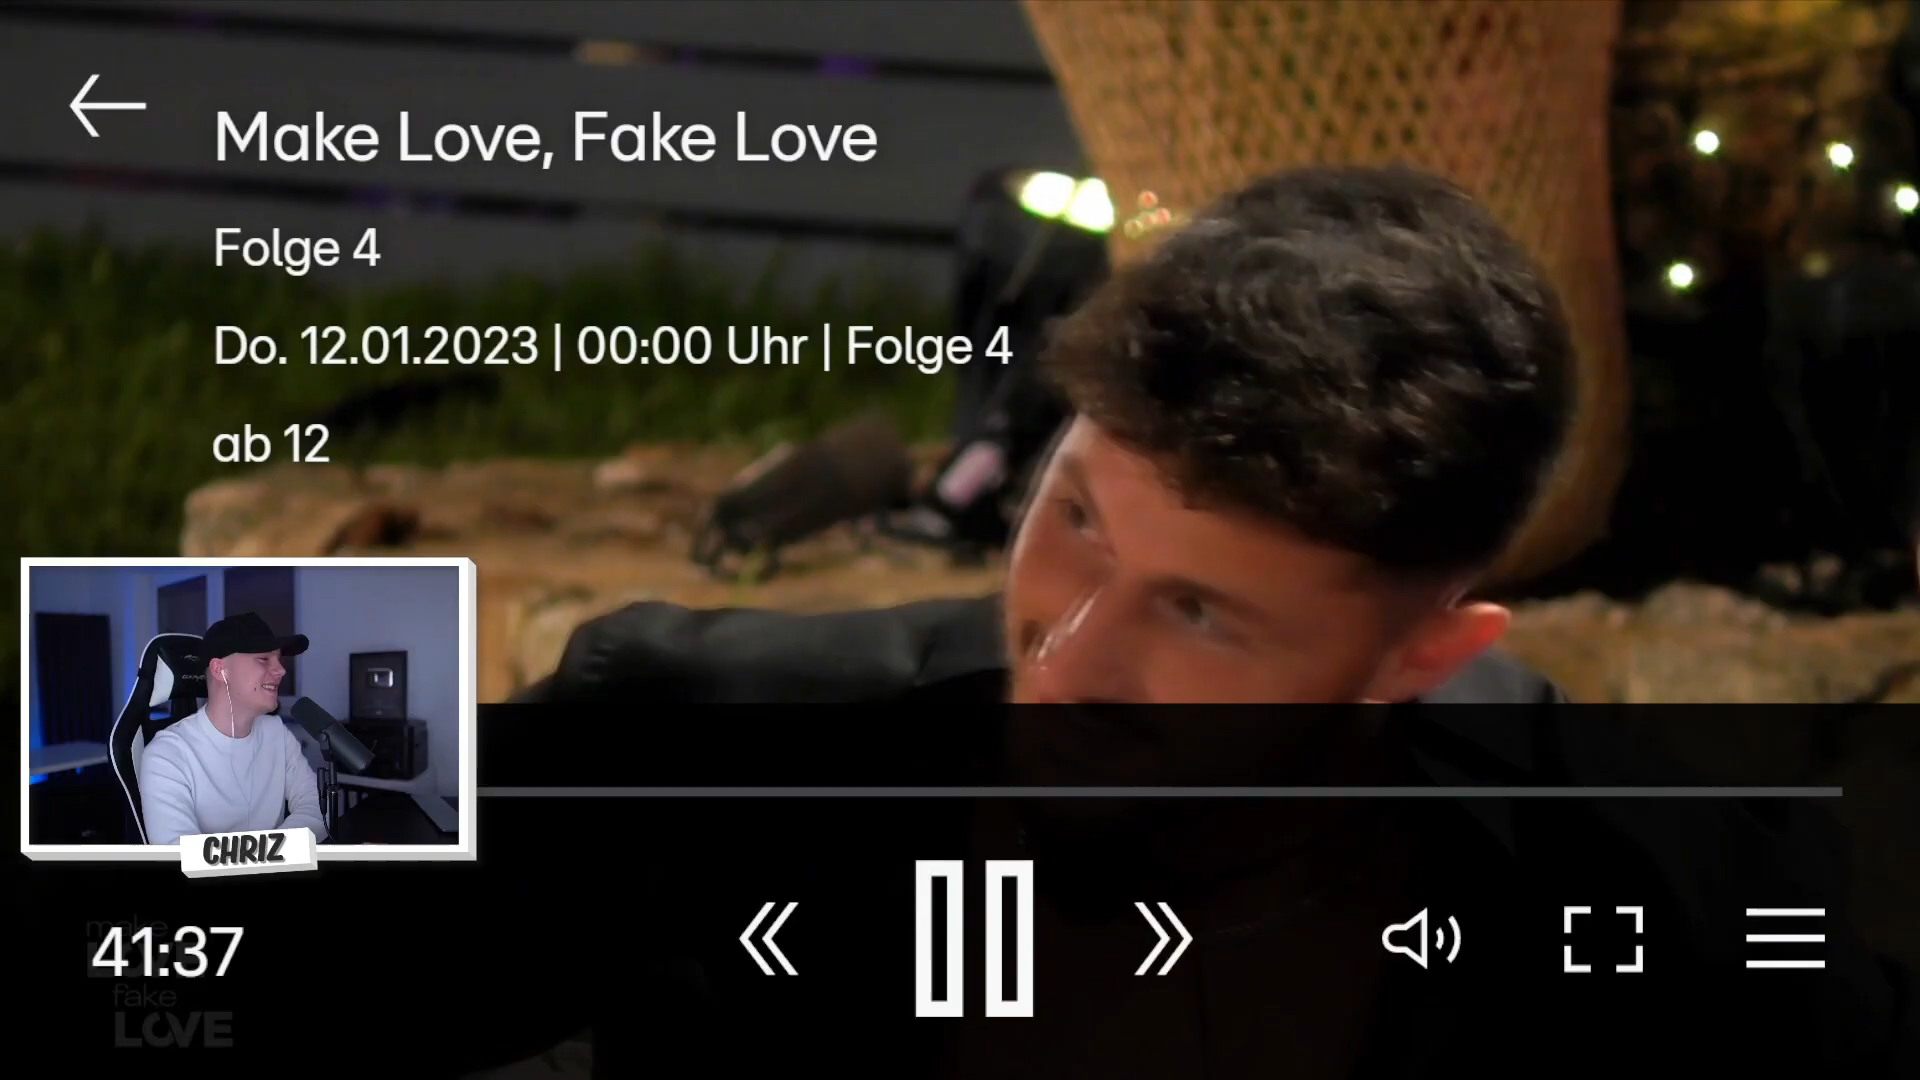 Make Love, Fake Love
Folge 4
Do. 12.01.2023 | 00:00 Uhr | Folge 4
ab 12
CHRIZ
41:37
make
fake
LOVE